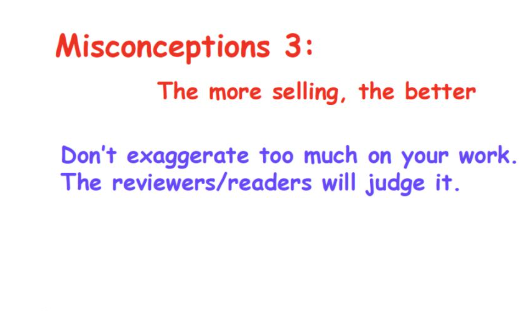 Misconceptions 3:
The more selling, the better
Don't exaggerate too much on your work.
The reviewers/readers will judge it.